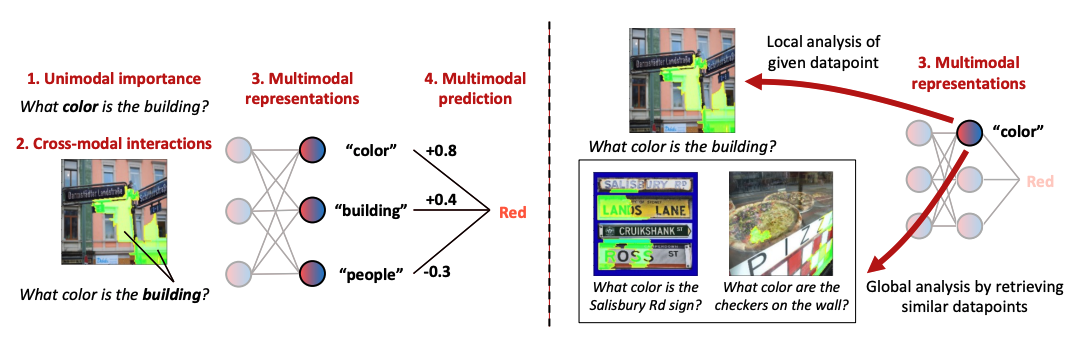 1. Unimodal importance
What color is the building?
2. Cross-modal interactions
What color is the building?
3. Multimodal
representations
"color"
"building"
"people"
4. Multimodal
prediction
+0.8
+0.4
-0.3
Red
Local analysis of
given datapoint
What color is the building?
SALISBURY RD
LANDS LANE
CRUIKSHANK ST
ROSS ST
What color is the
Salisbury Rd sign?
P I Z
What color are the
checkers on the wall?
3. Multimodal
representations
"color"
Red
Global analysis by retrieving
similar datapoints